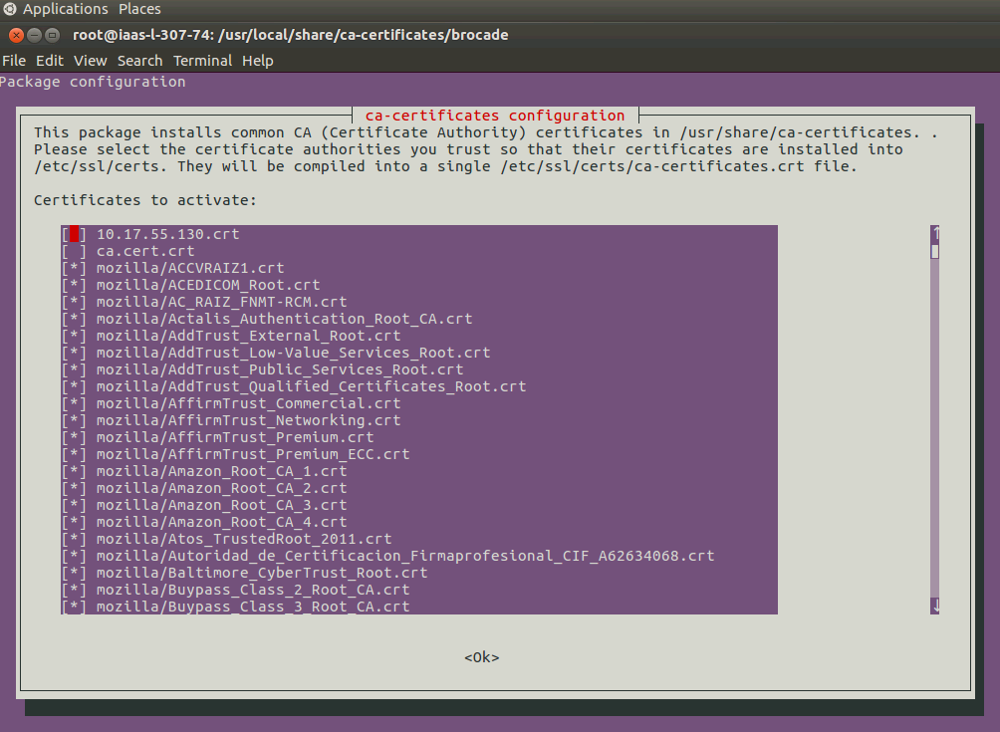 Applications Places
root@iaas-l-307-74: /usr/local/share/ca-certificates/brocade
File Edit View Search Terminal Help
Package configuration
ca-certificates configuration
This package installs common CA (Certificate Authority) certificates in /usr/share/ca-certificates. .
Please select the certificate authorities you trust so that their certificates are installed into
/etc/ssl/certs. They will be compiled into a single /etc/ssl/certs/ca-certificates.crt file.
Certificates to activate:
[ ] 10.17.55.130.crt
[ ] ca.cert.crt
[*] mozilla/ACCVRAIZ1.crt
[*] mozilla/ACEDICOM_Root.crt
[*] mozilla/AC_RAIZ_FNMT-RCM.crt
[*] mozilla/Actalis_Authentication_Root_CA.crt
[*] mozilla/AddTrust_External_Root.crt
[*] mozilla/AddTrust_Low-Value_Services_Root.crt
[*] mozilla/AddTrust_Public_Services_Root.crt
[*] mozilla/AddTrust_Qualified_Certificates_Root.crt
[*] mozilla/AffirmTrust_Commercial.crt
[*] mozilla/AffirmTrust_Networking.crt
[*] mozilla/AffirmTrust_Premium.crt
[*] mozilla/AffirmTrust_Premium_ECC.crt
[*] mozilla/Amazon_Root_CA_1.crt
[*] mozilla/Amazon_Root_CA_2.crt
[*] mozilla/Amazon_Root_CA_3.crt
[*] mozilla/Amazon_Root_CA_4.crt
[*] mozilla/Atos_TrustedRoot_2011.crt
[*] mozilla/Autoridad_de_Certificacion_Firmaprofesional_CIF_A62634068.crt
[*] mozilla/Baltimore_CyberTrust_Root.crt
[*] mozilla/Buypass_Class_2_Root_CA.crt
[*] mozilla/Buypass_Class_3_Root_CA.crt
<Ok>